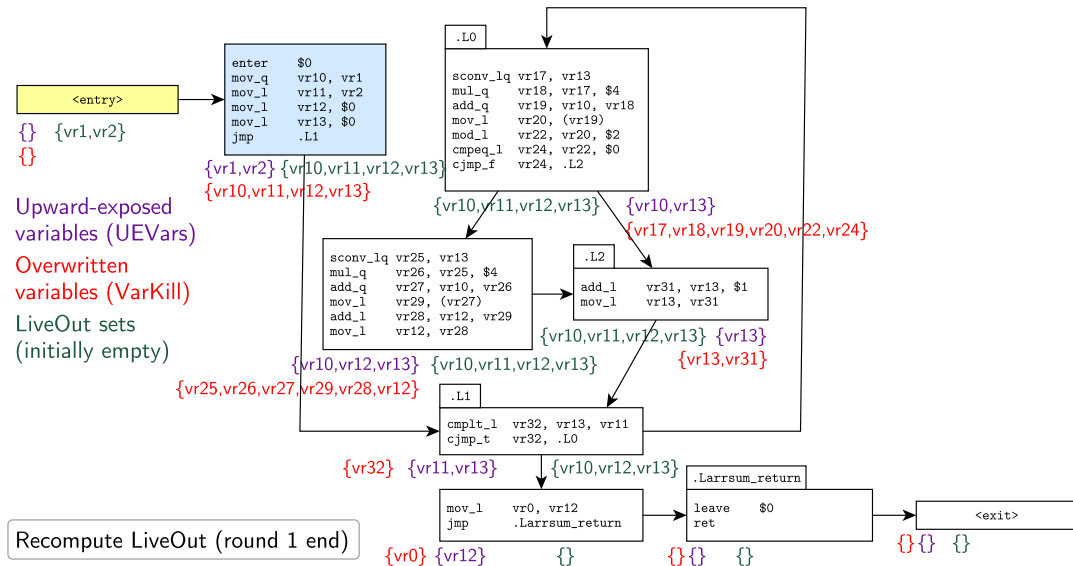 <entry>
{} {vr1,vr2}
{}
enter $0
mov_q vr10, vr1
mov_l vr11, vr2
mov_l vr12, $0
mov_l vr13, $0
jmp .L1
{vr1,vr2} {vr10,vr11,vr12,vr13}
{vr10,vr11,vr12,vr13}
.L0
sconv_lq vr17, vr13
mul_q vr18, vr17, $4
add_q vr19, vr10, vr18
mov_l vr20, (vr19)
mod_l vr22, vr20, $2
cmpeq_l vr24, vr22, $0
cjmp_f vr24, .L2
{vr10,vr11,vr12,vr13} {vr10,vr13}
{vr17,vr18,vr19,vr20,vr22,vr24}
Upward-exposed
variables (UEVars)
Overwritten
variables (VarKill)
LiveOut sets
(initially empty)
sconv_lq vr25, vr13
mul_q vr26, vr25, $4
add_q vr27, vr10, vr26
mov_l vr29, (vr27)
add_l vr28, vr12, vr29
mov_l vr12, vr28
{vr10,vr12,vr13} {vr10,vr11,vr12,vr13}
{vr25,vr26,vr27,vr29,vr28,vr12}
.L2
add_l vr31, vr13, $1
mov_l vr13, vr31
{vr10,vr11,vr12,vr13} {vr13}
{vr13,vr31}
.L1
cmplt_l vr32, vr13, vr11
cjmp_t vr32, .L0
{vr32} {vr11,vr13} {vr10,vr12,vr13}
mov_l vr0, vr12
jmp .Larrsum_return
{vr0} {vr12} {}
.Larrsum_return
leave $0
ret
{} {} {}
<exit>
{} {} {}
Recompute LiveOut (round 1 end)